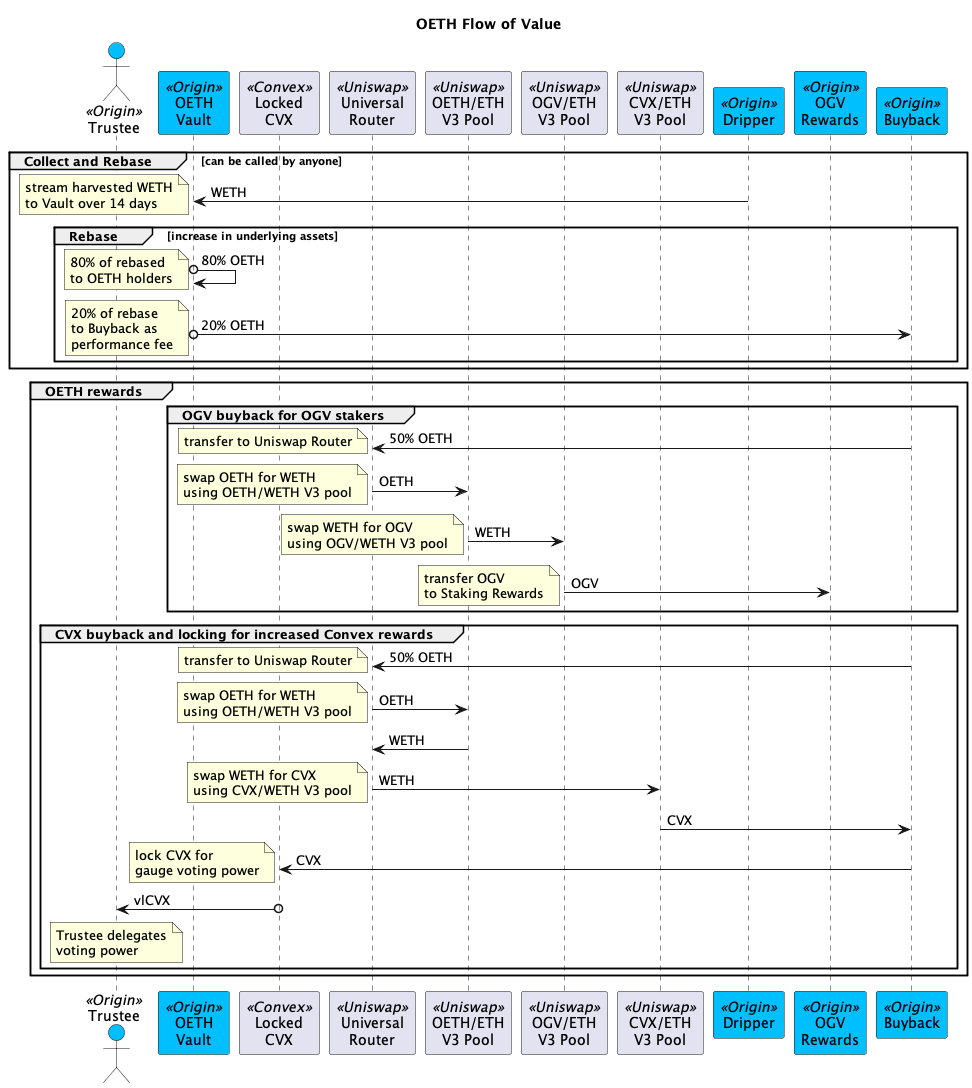 OETH Flow of Value
«Origin»
Trustee
«Origin»
OETH
Vault
«Convex»
Locked
CVX
«Uniswap»
Universal
Router
«Uniswap»
OETH/ETH
V3 Pool
«Uniswap»
OGV/ETH
V3 Pool
«Uniswap»
CVX/ETH
V3 Pool
«Origin»
Dripper
«Origin»
OGV
Rewards
«Origin»
Buyback
Collect and Rebase [can be called by anyone]
stream harvested WETH
to Vault over 14 days
WETH
Rebase [increase in underlying assets]
80% of rebased
to OETH holders
80% OETH
20% of rebase
to Buyback as
performance fee
20% OETH
OETH rewards
OGV buyback for OGV stakers
transfer to Uniswap Router
50% OETH
swap OETH for WETH
using OETH/WETH V3 pool
OETH
swap WETH for OGV
using OGV/WETH V3 pool
WETH
transfer OGV
to Staking Rewards
OGV
CVX buyback and locking for increased Convex rewards
transfer to Uniswap Router
50% OETH
swap OETH for WETH
using OETH/WETH V3 pool
OETH
WETH
swap WETH for CVX
using CVX/WETH V3 pool
WETH
CVX
lock CVX for
gauge voting power
CVX
vlCVX
Trustee delegates
voting power
«Origin»
Trustee
«Origin»
OETH
Vault
«Convex»
Locked
CVX
«Uniswap»
Universal
Router
«Uniswap»
OETH/ETH
V3 Pool
«Uniswap»
OGV/ETH
V3 Pool
«Uniswap»
CVX/ETH
V3 Pool
«Origin»
Dripper
«Origin»
OGV
Rewards
«Origin»
Buyback